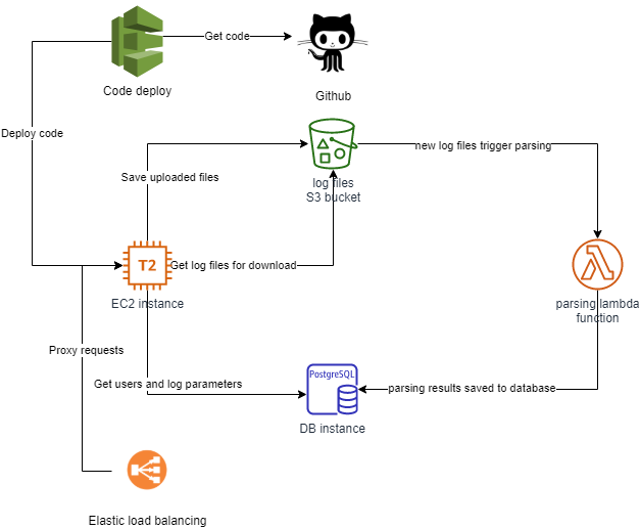 Get code
Code deploy
Github
Deploy code
new log files trigger parsing
Save uploaded files
log files
S3 bucket
T2
Get log files for download
EC2 instance
parsing lambda
function
Proxy requests
PostgreSQL
Get users and log parameters
parsing results saved to database
DB instance
Elastic load balancing